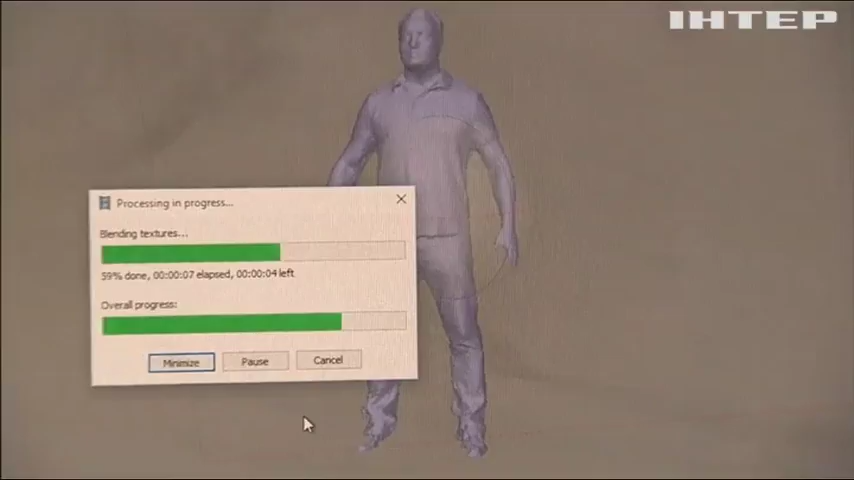 ІНТЕР
Processing in progress...
Blending textures...
59% done, 00:00:07 elapsed, 00:00:04 left
Overall progress:
Minimize Pause Cancel